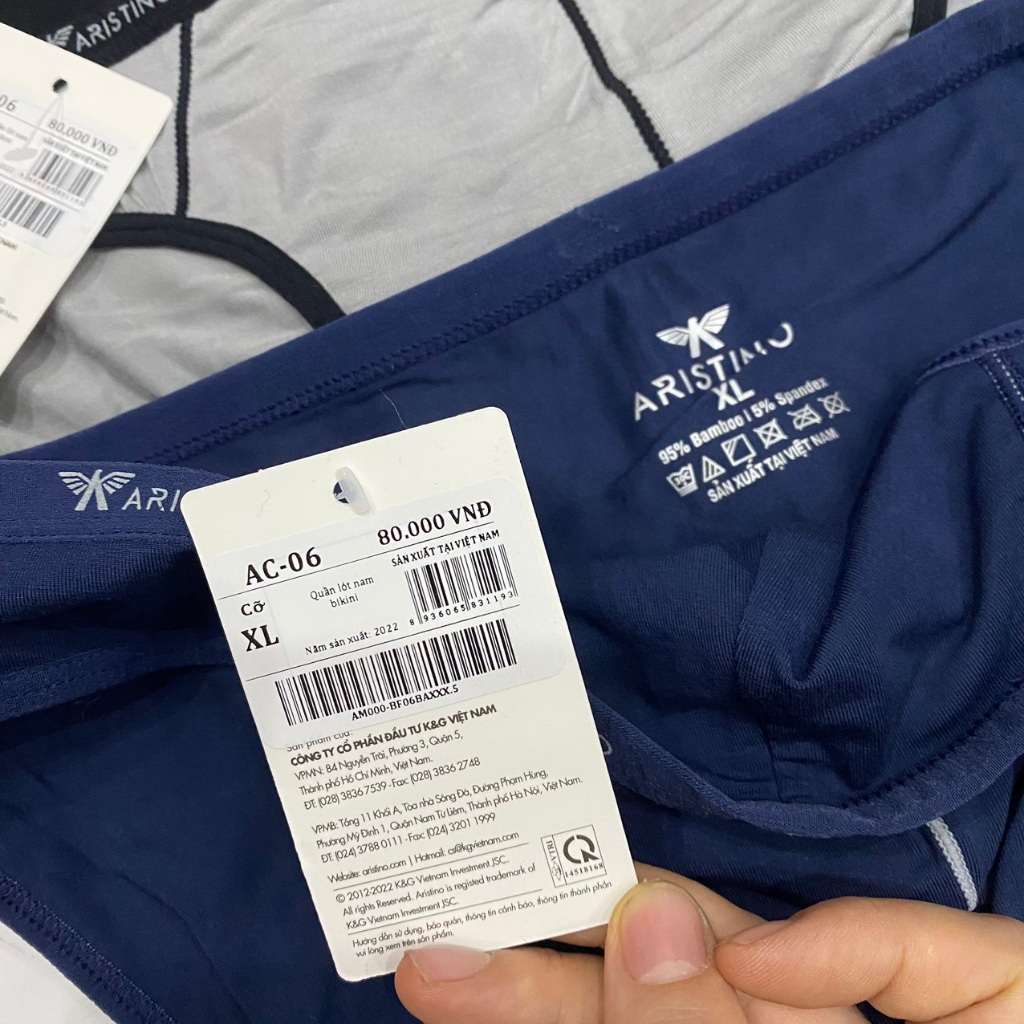 ARISTINO
06
80.000 VNĐ
SẢN XUẤT TẠI VIỆT NAM
ARISTINO
XL
95% Bamboo | 5% Spandex
SẢN XUẤT TẠI VIỆT NAM
ARI
AC-06
80.000 VNĐ
SẢN XUẤT TẠI VIỆT NAM
Cỡ
XL
Quần lót nam
bikini
Năm sản xuất: 2022
8 936065 831193
AM000-BF06BAXXX.5
Sản phẩm của:
CÔNG TY CỔ PHẦN ĐẦU TƯ K&G VIỆT NAM
VPMN: 84 Nguyễn Trãi, Phường 3, Quận 5,
Thành phố Hồ Chí Minh, Việt Nam.
ĐT: (028) 3836 7539 - Fax: (028) 3836 2748
VPMB: Tầng 11 Khối A, Tòa nhà Sông Đà, Đường Phạm Hùng,
Phường Mỹ Đình 1, Quận Nam Từ Liêm, Thành phố Hà Nội, Việt Nam.
ĐT: (024) 3788 0111 - Fax: (024) 3201 1999
Website: aristino.com | Hotmail: cs@kgvietnam.com
© 2012-2022 K&G Vietnam Investment JSC.
All rights Reserved. Aristino is registed trademark of
K&G Vietnam Investment JSC.
14518168
Hướng dẫn sử dụng, bảo quản, thông tin cảnh báo, thông tin thành phần
vui lòng xem trên sản phẩm.